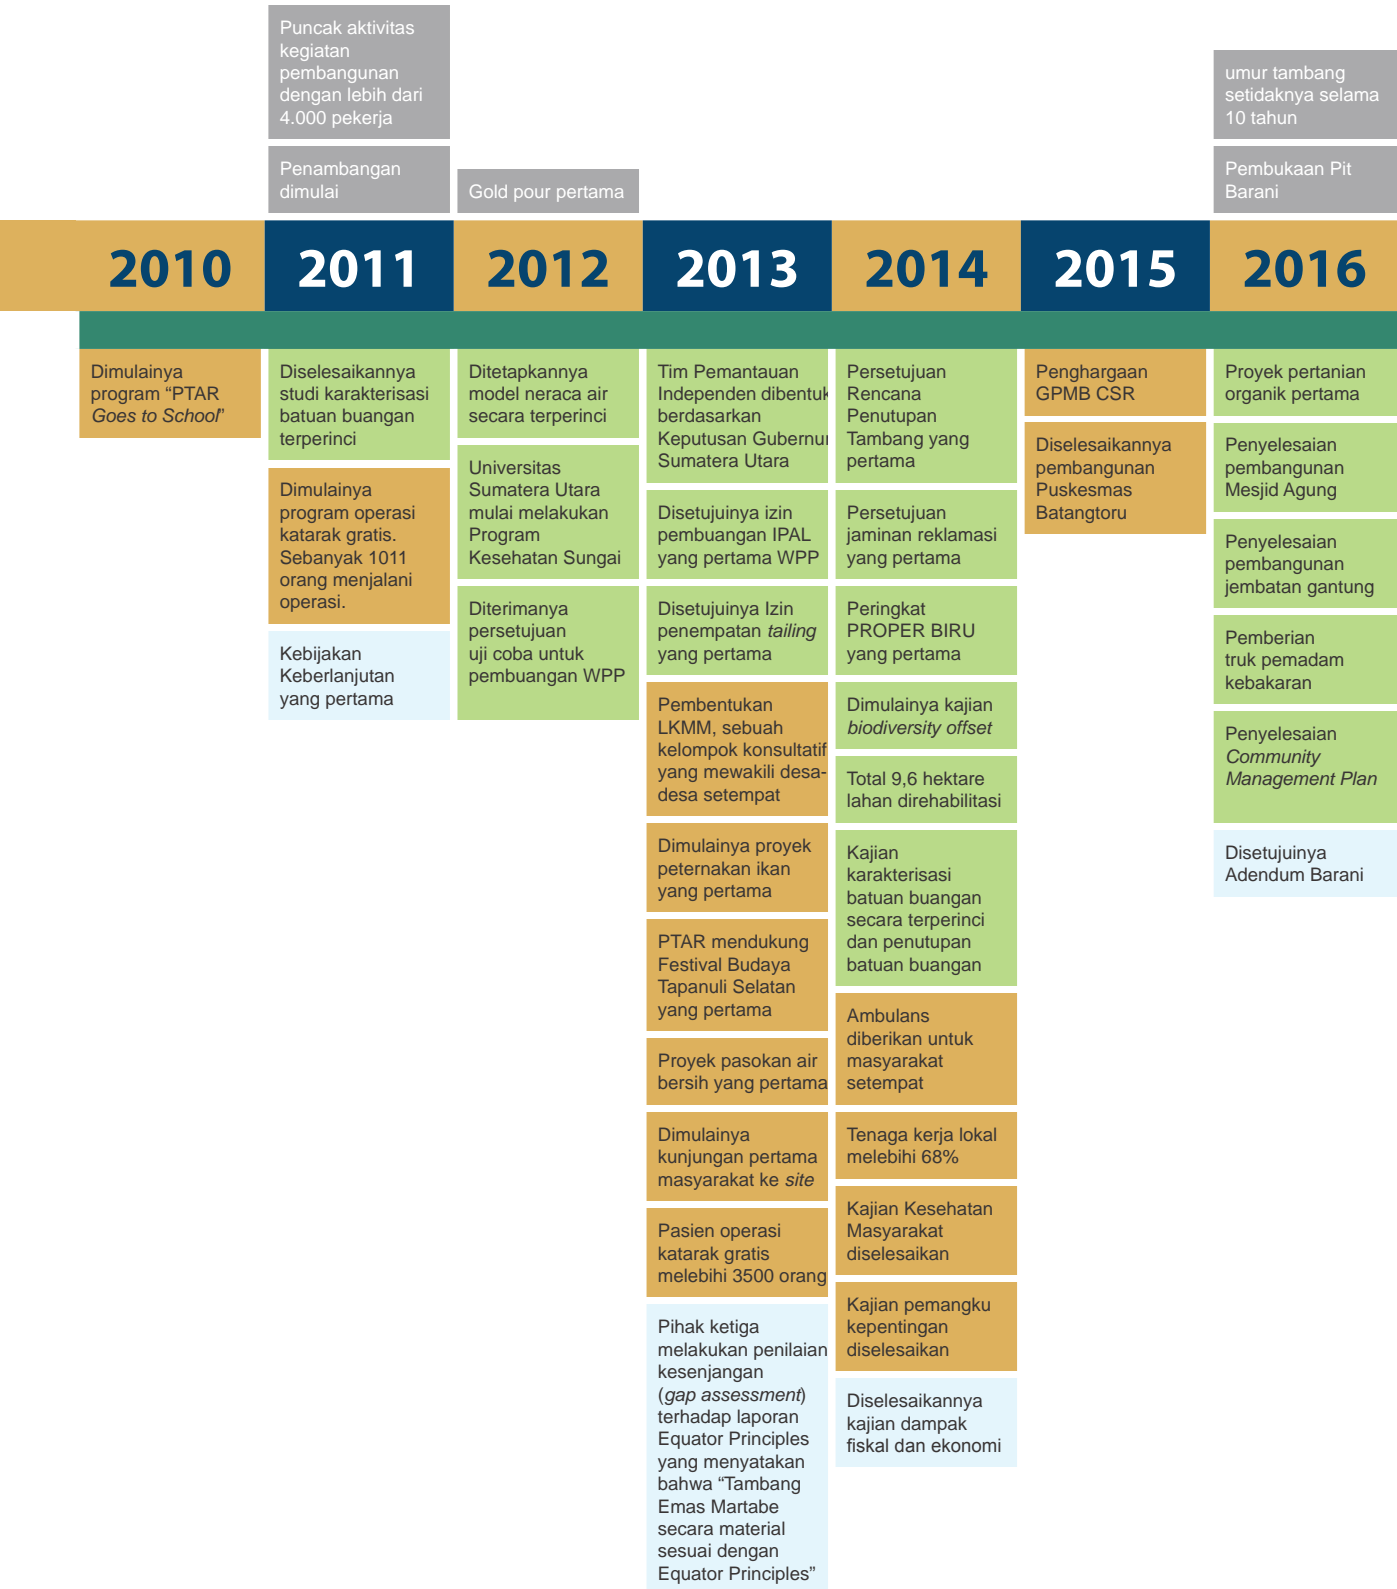 Puncak aktivitas
kegiatan
pembangunan
dengan lebih dari
4.000 pekerja
Penambangan
dimulai
Gold pour pertama
umur tambang
setidaknya selama
10 tahun
Pembukaan Pit
Barani
2010
2011
2012
2013
2014
2015
2016
Dimulainya
program “PTAR
Goes to School”
Diselesaikannya
studi karakterisasi
batuan buangan
terperinci
Dimulainya
program operasi
katarak gratis.
Sebanyak 1011
orang menjalani
operasi.
Kebijakan
Keberlanjutan
yang pertama
Ditetapkannya
model neraca air
secara terperinci
Universitas
Sumatera Utara
mulai melakukan
Program
Kesehatan Sungai
Diterimanya
persetujuan
uji coba untuk
pembuangan WPP
Tim Pemantauan
Independen dibentuk
berdasarkan
Keputusan Gubernur
Sumatera Utara
Disetujuinya izin
pembuangan IPAL
yang pertama WPP
Disetujuinya Izin
penempatan tailing
yang pertama
Pembentukan
LKMM, sebuah
kelompok konsultatif
yang mewakili desa-
desa setempat
Dimulainya proyek
peternakan ikan
yang pertama
PTAR mendukung
Festival Budaya
Tapanuli Selatan
yang pertama
Proyek pasokan air
bersih yang pertama
Dimulainya
kunjungan pertama
masyarakat ke site
Pasien operasi
katarak gratis
melebihi 3500 orang
Pihak ketiga
melakukan penilaian
kesenjangan
(gap assessment)
terhadap laporan
Equator Principles
yang menyatakan
bahwa “Tambang
Emas Martabe
secara material
sesuai dengan
Equator Principles”
Persetujuan
Rencana
Penutupan
Tambang yang
pertama
Persetujuan
jaminan reklamasi
yang pertama
Peringkat
PROPER BIRU
yang pertama
Dimulainya kajian
biodiversity offset
Total 9,6 hektare
lahan direhabilitasi
Kajian
karakterisasi
batuan buangan
secara terperinci
dan penutupan
batuan buangan
Ambulans
diberikan untuk
masyarakat
setempat
Tenaga kerja lokal
melebihi 68%
Kajian Kesehatan
Masyarakat
diselesaikan
Kajian pemangku
kepentingan
diselesaikan
Diselesaikannya
kajian dampak
fiskal dan ekonomi
Penghargaan
GPMB CSR
Diselesaikannya
pembangunan
Puskesmas
Batangtoru
Proyek pertanian
organik pertama
Penyelesaian
pembangunan
Mesjid Agung
Penyelesaian
pembangunan
jembatan gantung
Pemberian
truk pemadam
kebakaran
Penyelesaian
Community
Management Plan
Disetujuinya
Adendum Barani